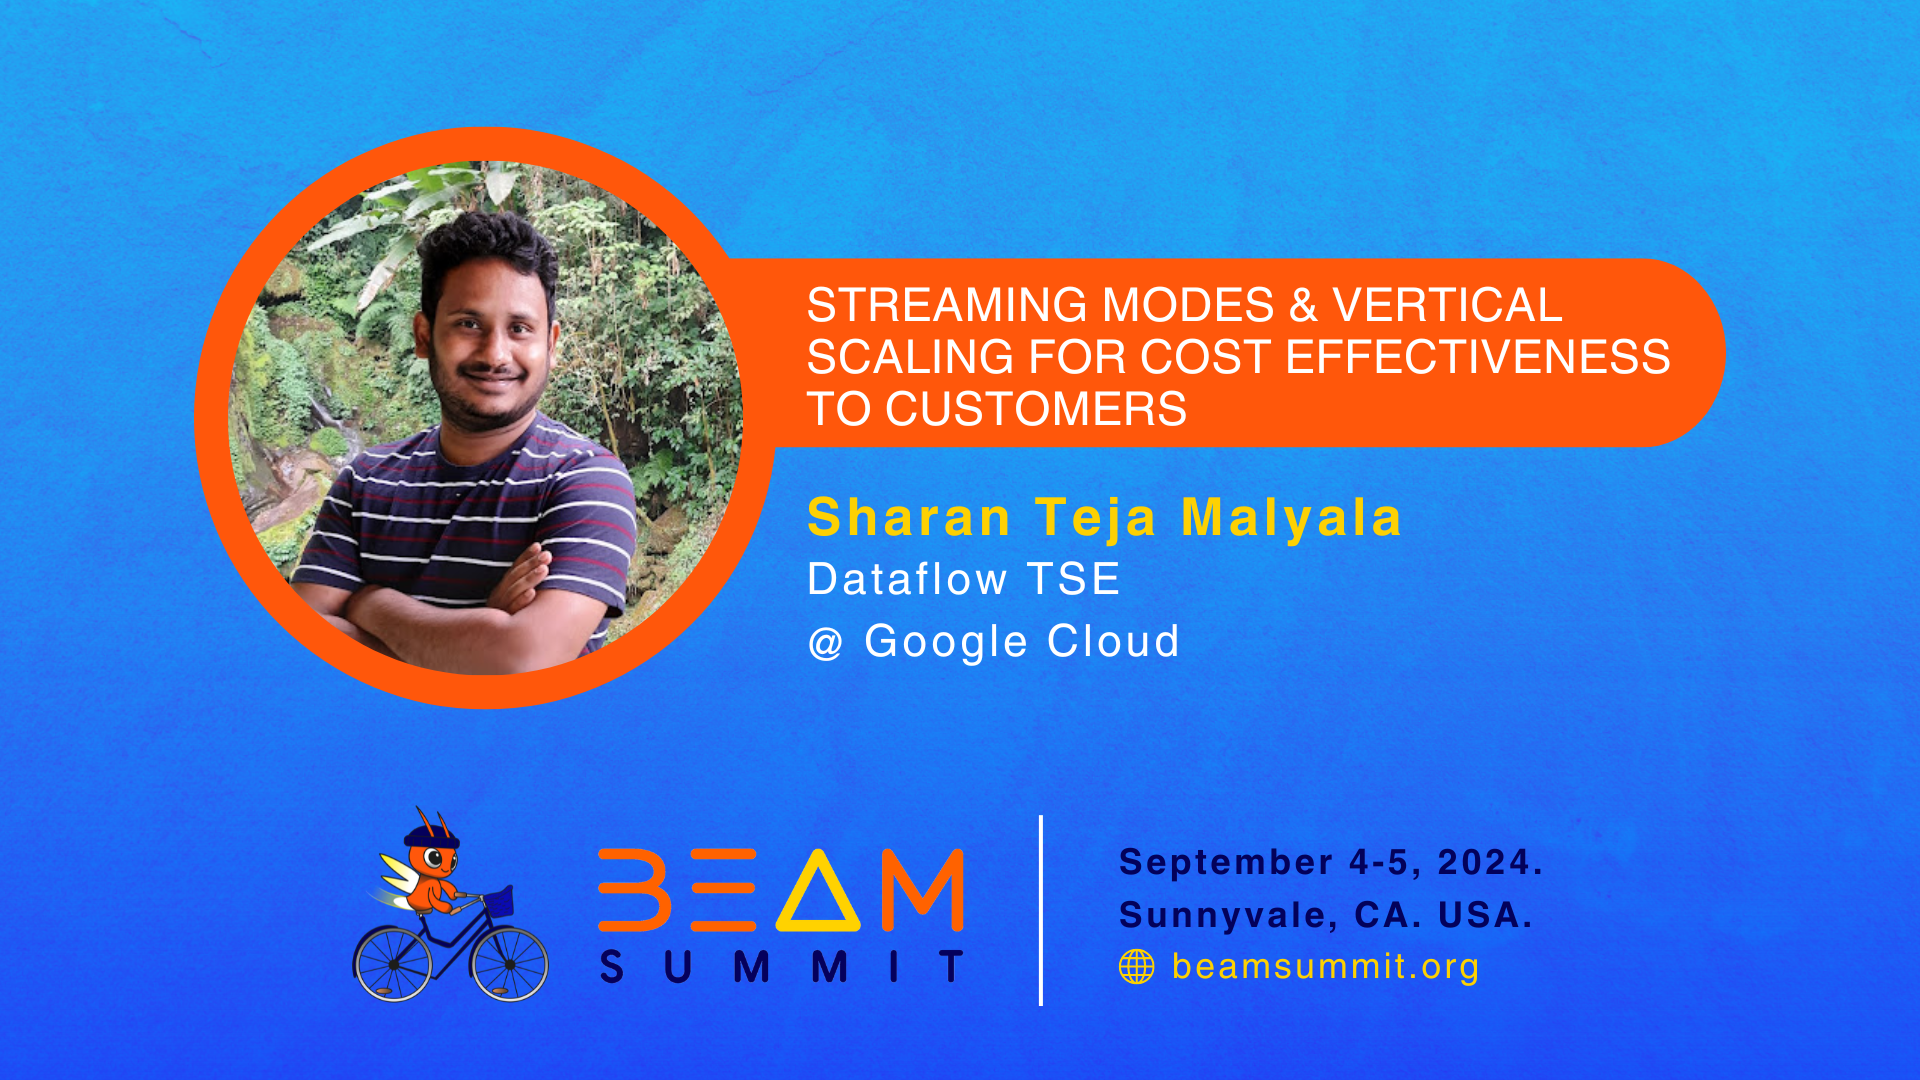 STREAMING MODES & VERTICAL
SCALING FOR COST EFFECTIVENESS
TO CUSTOMERS
Sharan Teja Malyala
Dataflow TSE
@ Google Cloud
BEAM
SUMMIT
September 4-5, 2024.
Sunnyvale, CA. USA.
beamsummit.org